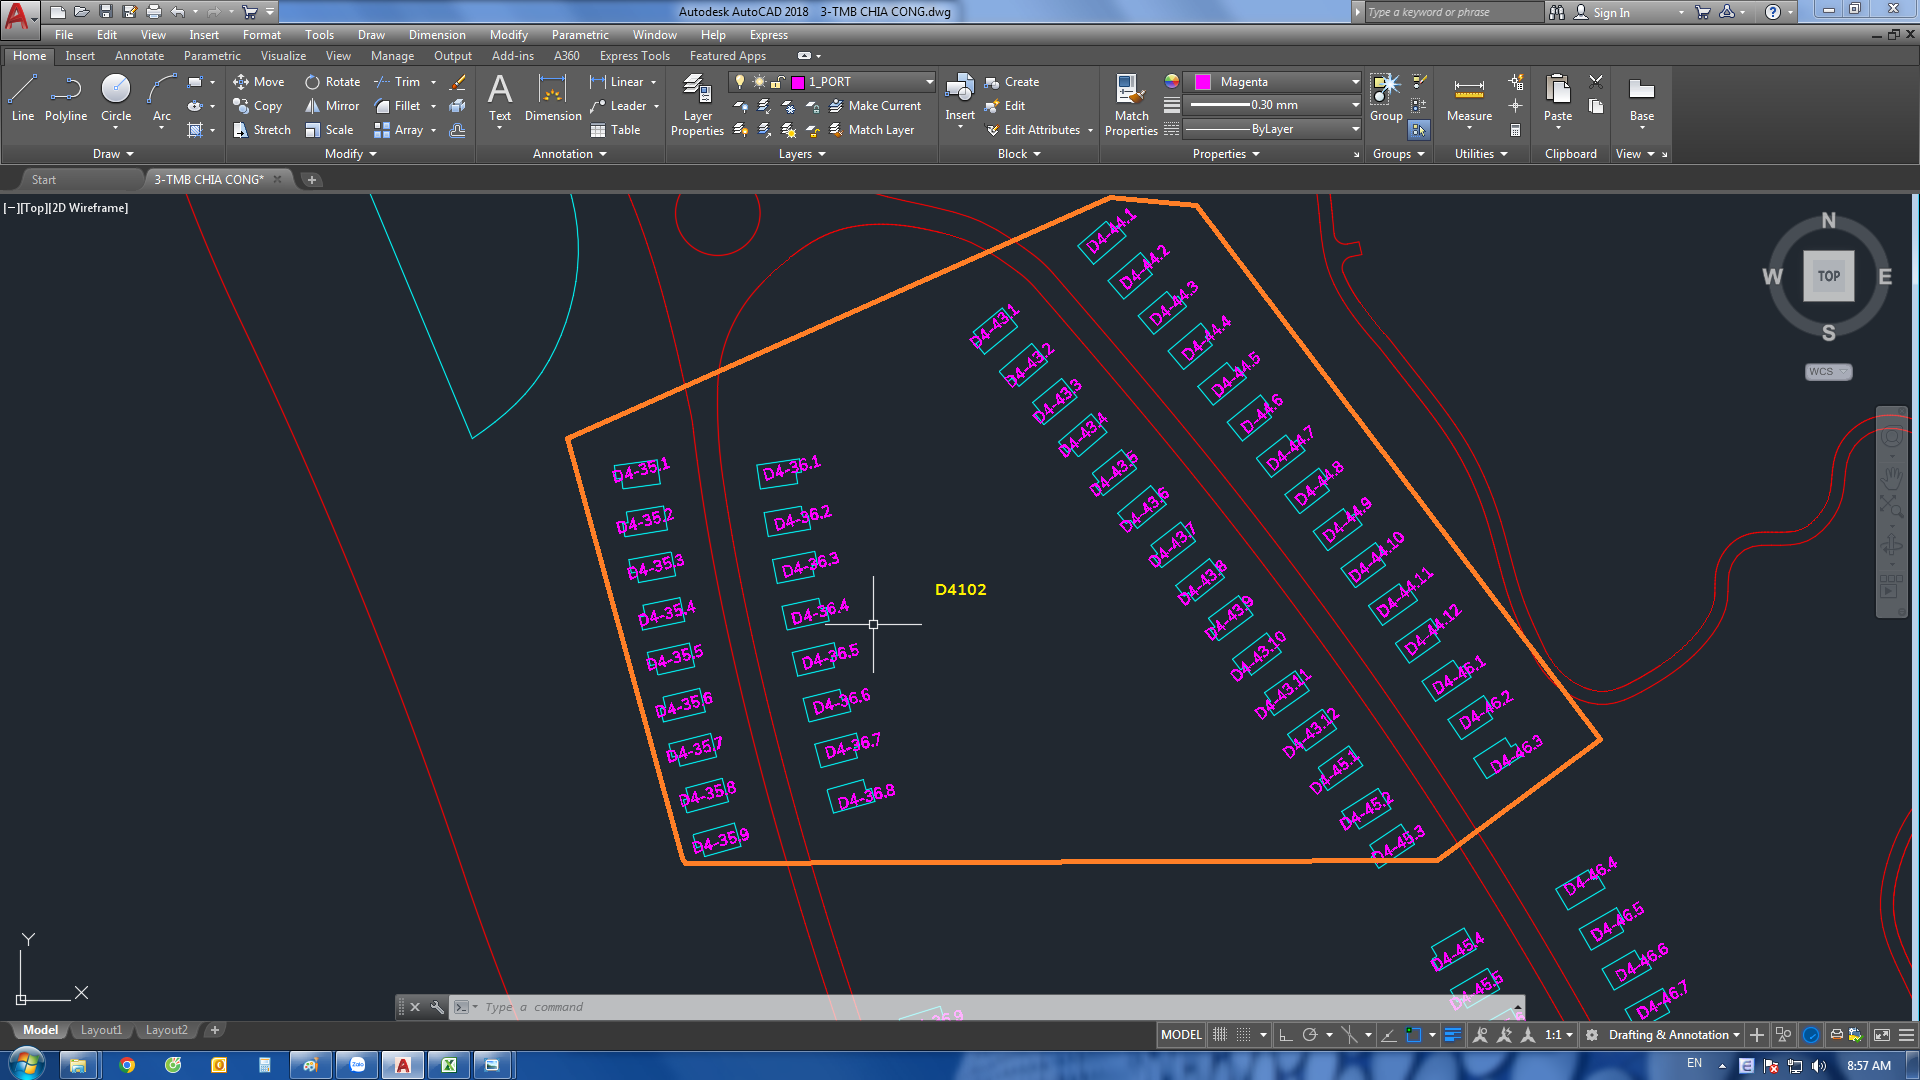 Autodesk AutoCAD 2018 3-TMB CHIA CONG.dwg
Type a keyword or phrase
Sign In
File Edit View Insert Format Tools Draw Dimension Modify Parametric Window Help Express
Home Insert Annotate Parametric Visualize View Manage Output Add-ins A360 Express Tools Featured Apps
Line
Polyline
Circle
Arc
Draw
Move
Rotate
Trim
Copy
Mirror
Fillet
Stretch
Scale
Array
Modify
Text
Dimension
Linear
Leader
Table
Annotation
Layer Properties
1_PORT
Make Current
Match Layer
Layers
Insert
Create
Edit
Edit Attributes
Block
Match Properties
Magenta
0.30 mm
ByLayer
Properties
Group
Groups
Measure
Utilities
Paste
Clipboard
Base
View
Start
3-TMB CHIA CONG*
[−][Top][2D Wireframe]
N
W
TOP
E
S
WCS
D4-44.1
D4-44.2
D4-44.3
D4-44.4
D4-44.5
D-44.6
D4-44.7
D4-44.8
D4-44.9
D4-44.10
D4-44.11
D4-44.12
D4-46.1
D4-46.2
D4-46.3
D4-43.1
D4-43.2
D4-43.3
D4-43.4
D4-43.5
D4-43.6
D4-43.7
D4-43.8
D4-43.9
D4-43.10
D4-43.11
D4-43.12
D4-45.1
D4-45.2
D4-45.3
D4-35.1
D4-35.2
D4-35.3
D4-35.4
D4-35.5
D4-35.6
D4-35.7
D4-35.8
D4-35.9
D4-36.1
D4-36.2
D4-36.3
D4-36.4
D4-36.5
D4-36.6
D4-36.7
D4-36.8
D4102
D4-46.4
D4-46.5
D4-46.6
D4-46.7
D4-45.4
D4-45.5
Y
X
Type a command
Model Layout1 Layout2
MODEL
1:1
Drafting & Annotation
Zalo
EN
8:57 AM